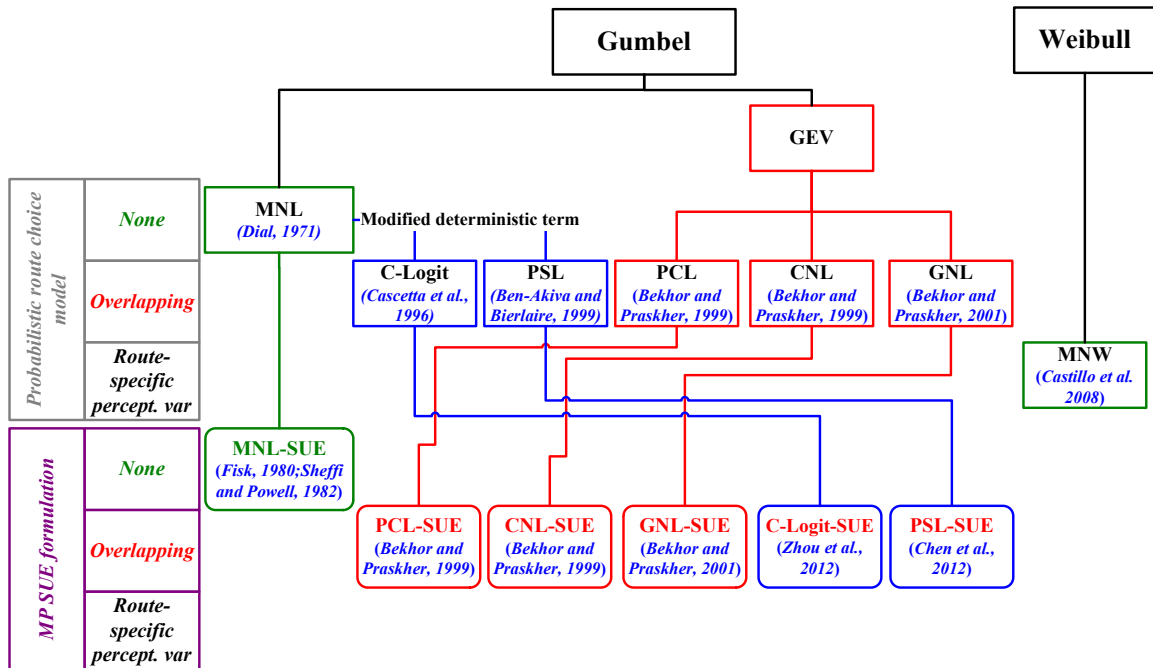 Gumbel
Weibull
GEV
Probabilistic route choice
model
None
Overlapping
Route-
specific
percept. var
MNL
(Dial, 1971)
Modified deterministic term
C-Logit
(Cascetta et al.,
1996)
PSL
(Ben-Akiva and
Bierlaire, 1999)
PCL
(Bekhor and
Praskher, 1999)
CNL
(Bekhor and
Praskher, 1999)
GNL
(Bekhor and
Praskher, 2001)
MNW
(Castillo et al.
2008)
MP SUE formulation
None
Overlapping
Route-
specific
percept. var
MNL-SUE
(Fisk, 1980;Sheffi
and Powell, 1982)
PCL-SUE
(Bekhor and
Praskher, 1999)
CNL-SUE
(Bekhor and
Praskher, 1999)
GNL-SUE
(Bekhor and
Praskher, 2001)
C-Logit-SUE
(Zhou et al.,
2012)
PSL-SUE
(Chen et al.,
2012)